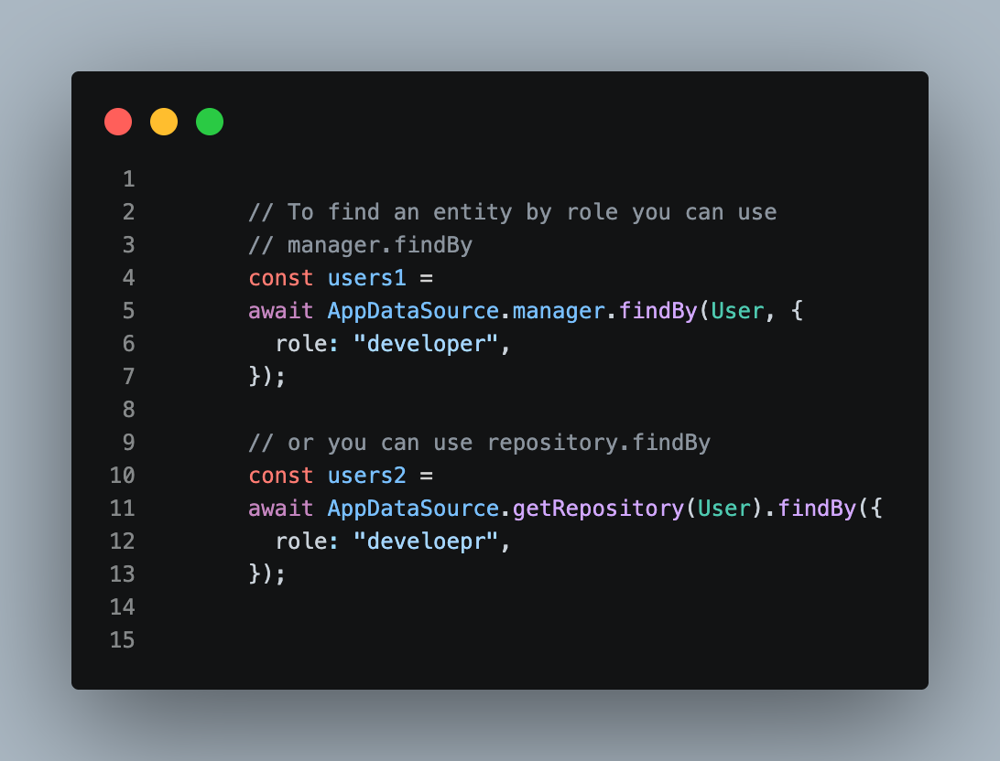 1
2 // To find an entity by role you can use
3 // manager.findBy
4 const users1 =
5 await AppDataSource.manager.findBy(User, {
6 role: "developer",
7 });
8
9 // or you can use repository.findBy
10 const users2 =
11 await AppDataSource.getRepository(User).findBy({
12 role: "develoepr",
13 });
14
15